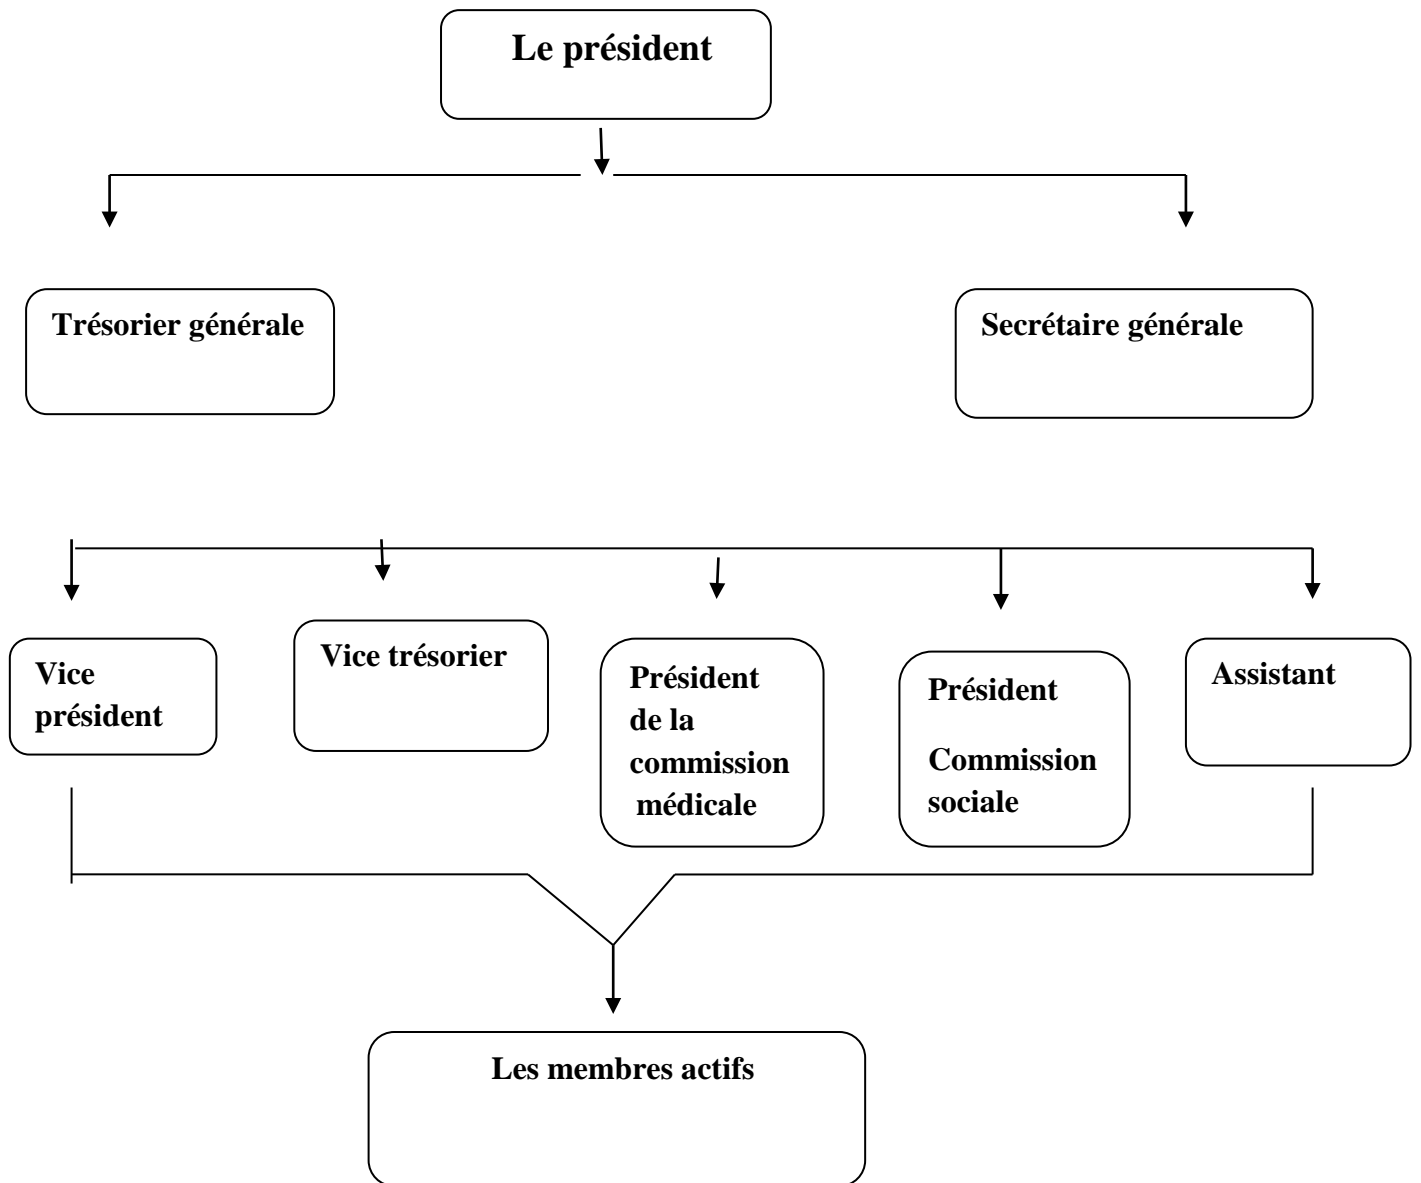 Le président
Trésorier générale
Secrétaire générale
Vice
président
Vice trésorier
Président
de la
commission
médicale
Président
Commission
sociale
Assistant
Les membres actifs